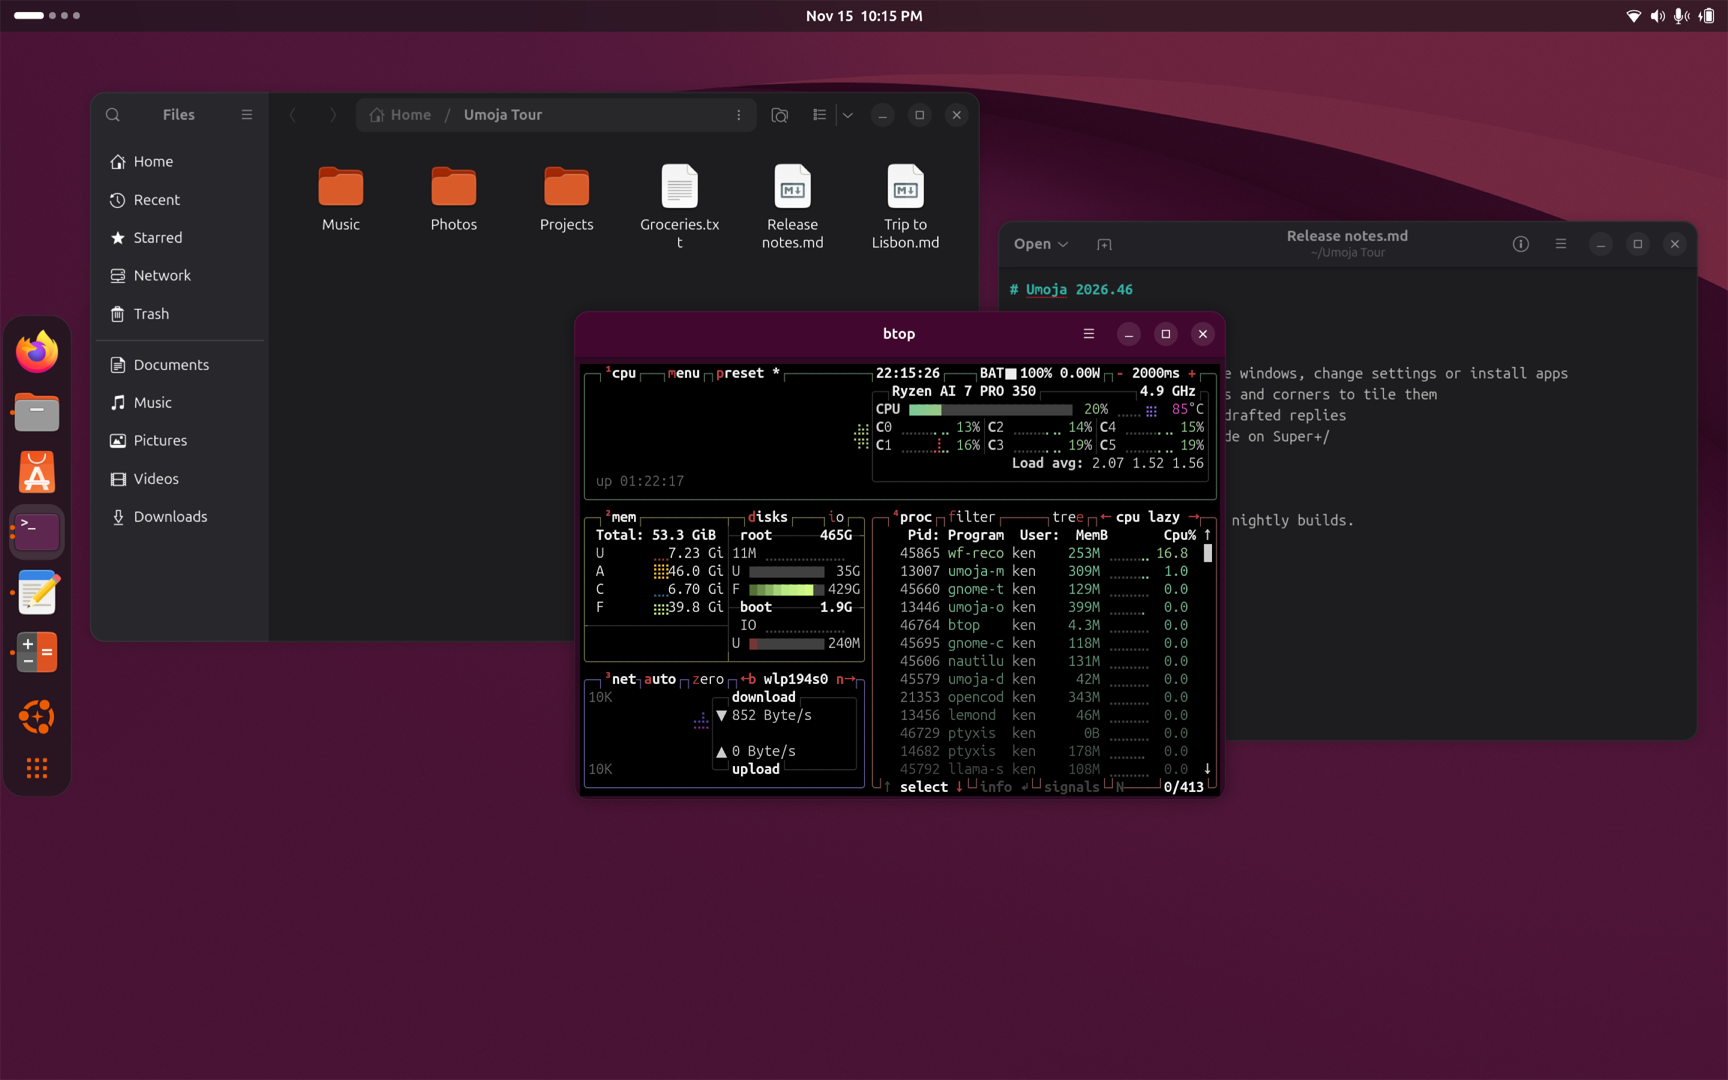 Nov 15 10:15 PM
Files
Home / Umoja Tour
Home
Recent
Starred
Network
Trash
Documents
Music
Pictures
Videos
Downloads
Music
Photos
Projects
Groceries.tx
t
Release
notes.md
Trip to
Lisbon.md
Open
Release notes.md
~/Umoja Tour
# Umoja 2026.46
e windows, change settings or install apps
s and corners to tile them
drafted replies
de on Super+/
nightly builds.
btop
1cpu menu preset * 22:15:26 BAT 100% 0.00W - 2000ms +
Ryzen AI 7 PRO 350 4.9 GHz
CPU 20% 85°C
C0 13% C2 14% C4 15%
C1 16% C3 19% C5 19%
Load avg: 2.07 1.52 1.56
up 01:22:17
2mem disks io
Total: 53.3 GiB root 465G
U 7.23 Gi 11M
A 46.0 Gi U 35G
C 6.70 Gi F 429G
F 39.8 Gi boot 1.9G
IO
U 240M
3net auto zero ←b wlp194s0 n→
10K download
▼ 852 Byte/s
▲ 0 Byte/s
10K upload
4proc filter tree ← cpu lazy →
Pid: Program User: MemB Cpu% ↑
45865 wf-reco ken 253M 16.8
13007 umoja-m ken 309M 1.0
45660 gnome-t ken 129M 0.0
13446 umoja-o ken 399M 0.0
46764 btop ken 4.3M 0.0
45695 gnome-c ken 118M 0.0
45606 nautilu ken 131M 0.0
45579 umoja-d ken 42M 0.0
21353 opencod ken 343M 0.0
13456 lemond ken 46M 0.0
46729 ptyxis ken 0B 0.0
14682 ptyxis ken 178M 0.0
45792 llama-s ken 108M 0.0 ↓
↑ select ↓ info ↲ signals N 0/413